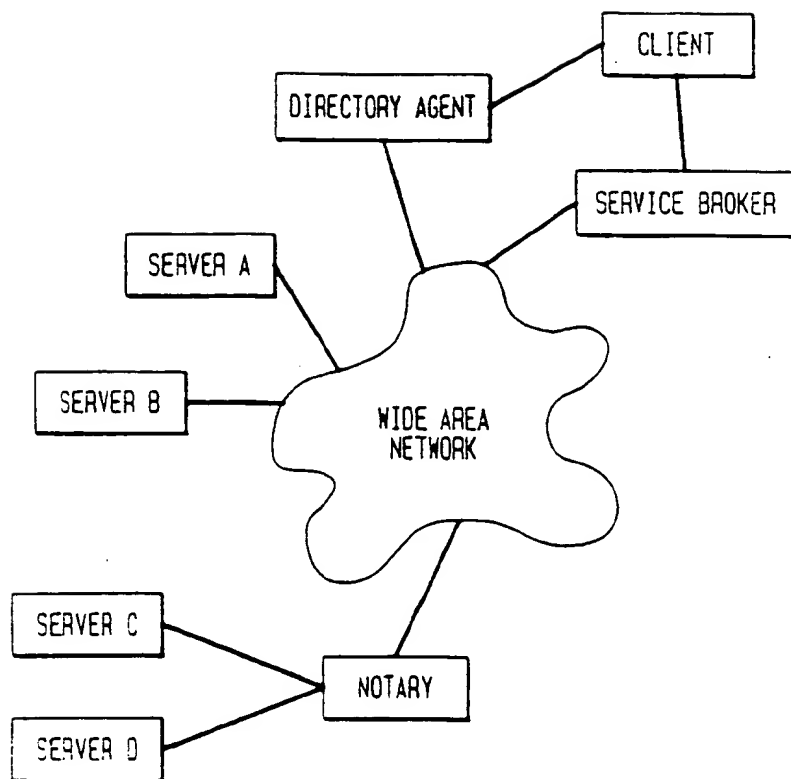 CLIENT
DIRECTORY AGENT
SERVICE BROKER
SERVER A
SERVER B
WIDE AREA
NETWORK
SERVER C
NOTARY
SERVER D